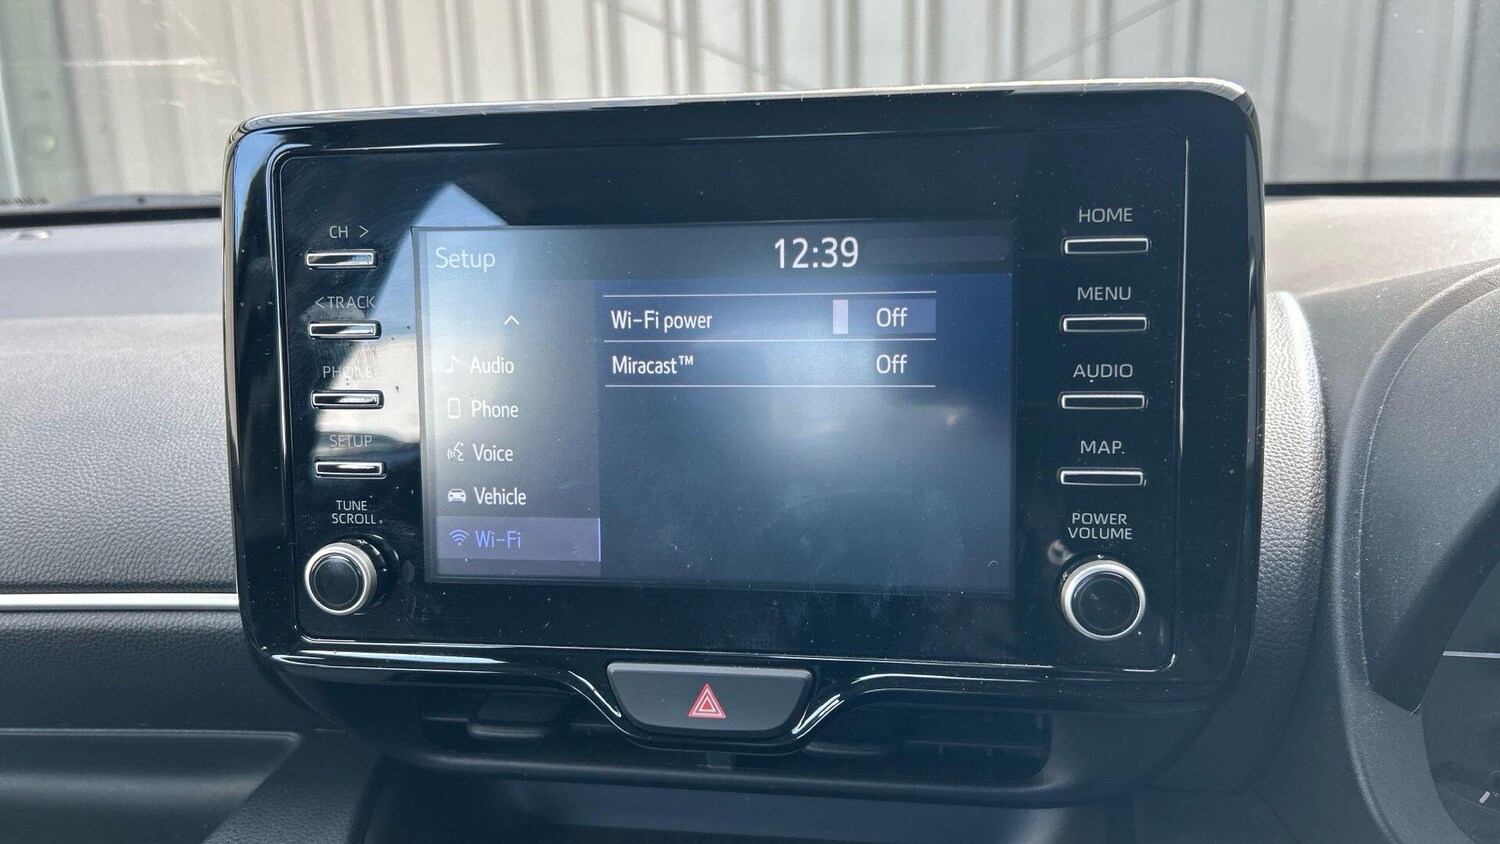 CH >
< TRACK
PHONE
SETUP
TUNE
SCROLL
Setup
12:39
Audio
Phone
Voice
Vehicle
Wi-Fi
Wi-Fi power Off
Miracast™ Off
HOME
MENU
AUDIO
MAP
POWER
VOLUME